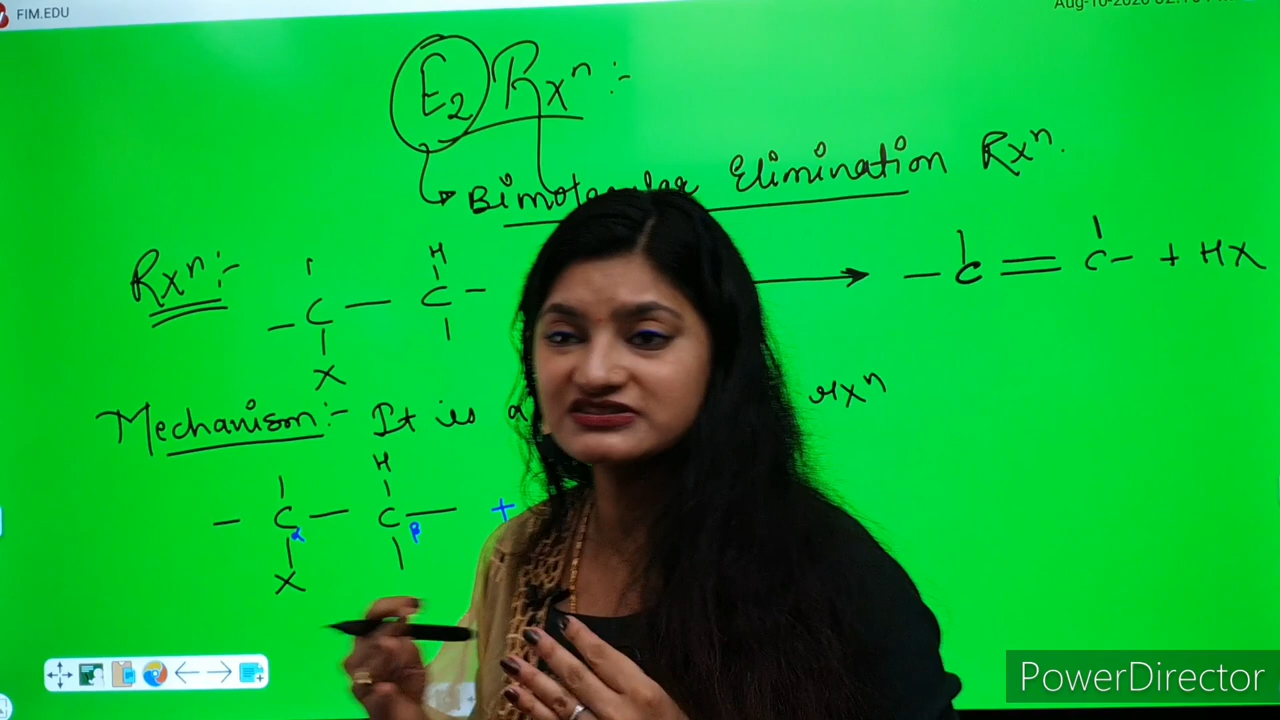 FIM.EDU
E2 Rxn :-
Bimolecular Elimination Rxn.
Rxn :- – C – C – → – C = C – + HX
H
X
Mechanism :- It is a rxn
H
– C – C – +
α β
X
PowerDirector